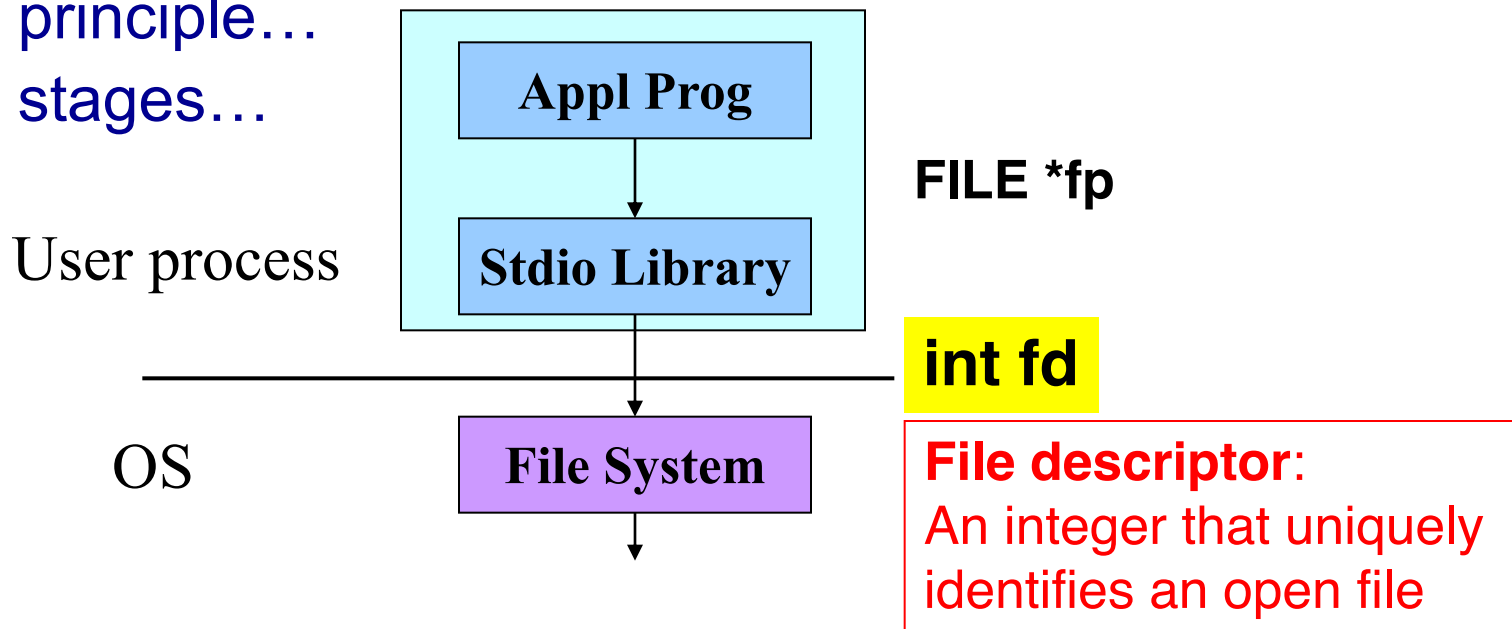 principle…
stages…
Appl Prog
FILE *fp
User process
Stdio Library
int fd
OS
File System
File descriptor:
An integer that uniquely
identifies an open file